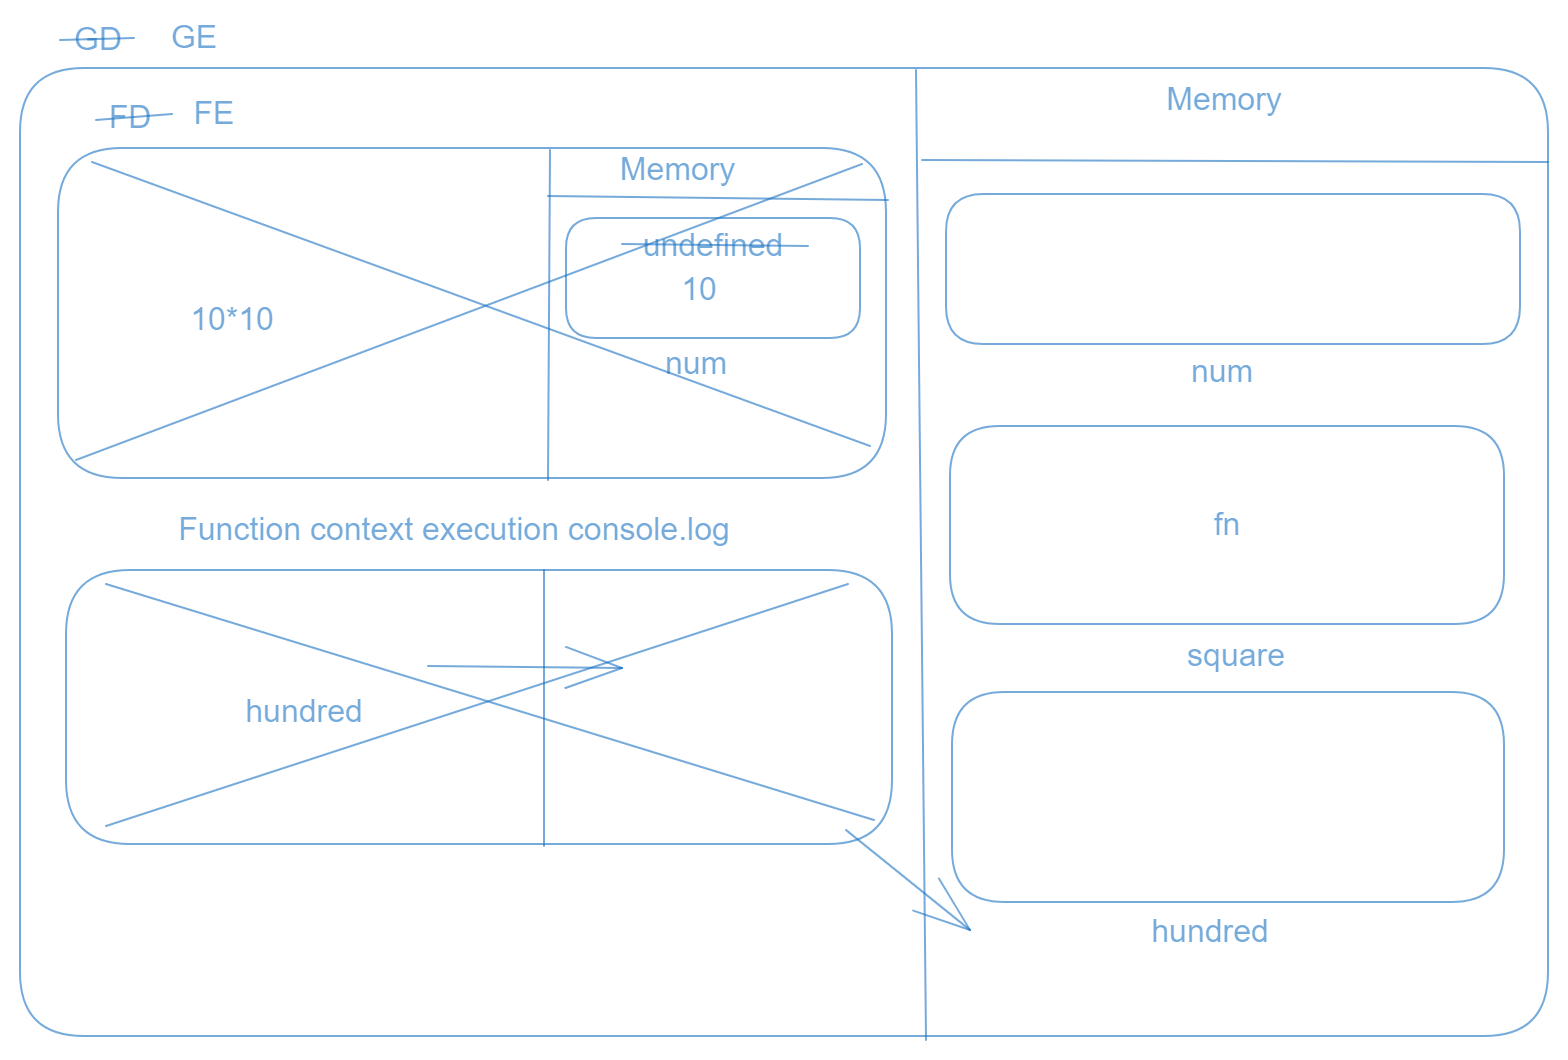 GD GE
FD FE
Memory
Memory
undefined
10
10*10
num
num
Function context execution console.log
fn
square
hundred
hundred